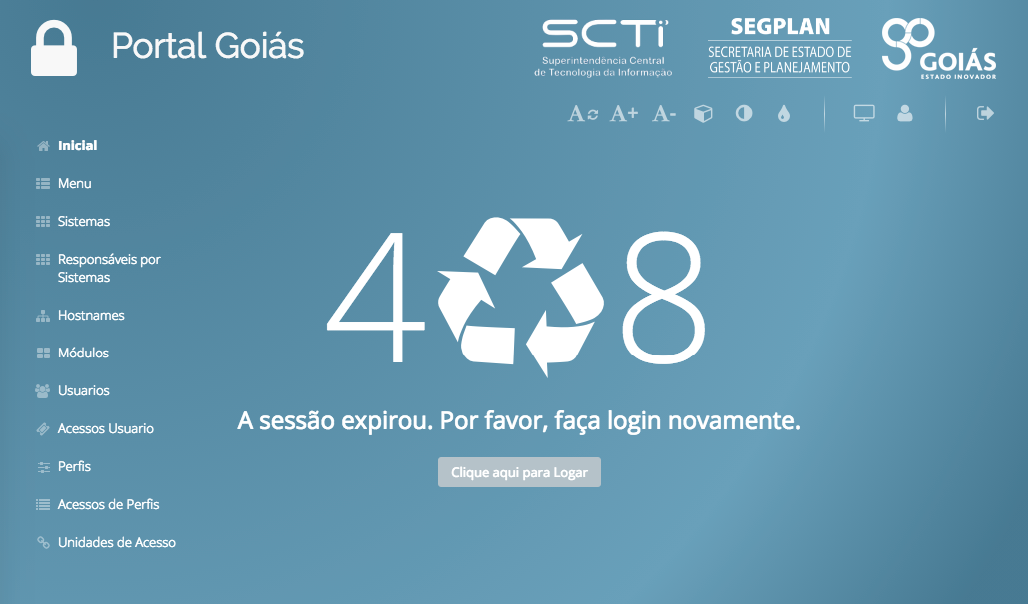 Portal Goiás
SCTi
Superintendência Central
de Tecnologia da Informação
SEGPLAN
SECRETARIA DE ESTADO DE
GESTÃO E PLANEJAMENTO
GOIÁS
ESTADO INOVADOR
A A+ A-
Inicial
Menu
Sistemas
Responsáveis por
Sistemas
Hostnames
Módulos
Usuarios
Acessos Usuario
Perfis
Acessos de Perfis
Unidades de Acesso
4 8
A sessão expirou. Por favor, faça login novamente.
Clique aqui para Logar